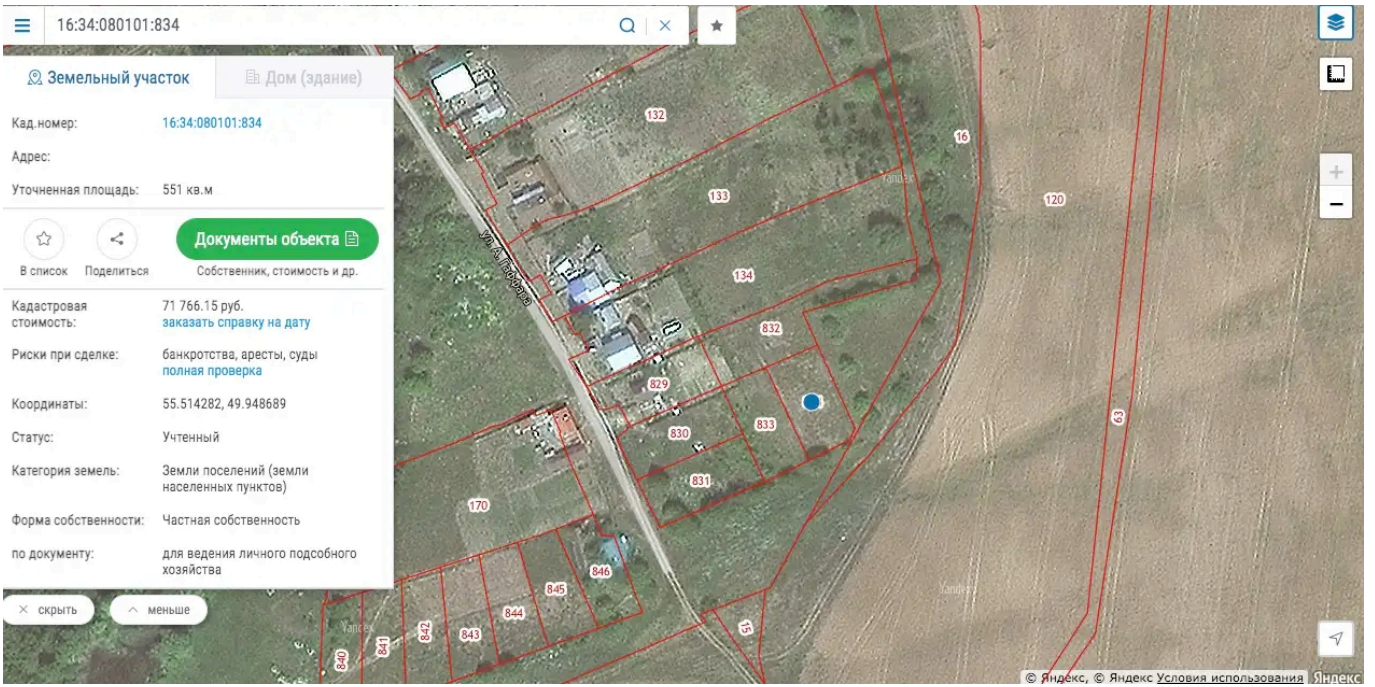 16:34:080101:834
Земельный участок
Дом (здание)
Кад.номер: 16:34:080101:834
Адрес:
Уточненная площадь: 551 кв.м
В список
Поделиться
Документы объекта
Собственник, стоимость и др.
Кадастровая стоимость: 71 766.15 руб.
заказать справку на дату
Риски при сделке: банкротства, аресты, суды
полная проверка
Координаты: 55.514282, 49.948689
Статус: Учтенный
Категория земель: Земли поселений (земли
населенных пунктов)
Форма собственности: Частная собственность
по документу: для ведения личного подсобного
хозяйства
скрыть
меньше
132
16
Yandex
133
120
ул. А. Гаффара
134
832
829
63
830
833
831
170
846
845
Yandex
844
15
Yandex
842
843
841
840
© Яндекс, © Яндекс Условия использования Яндекс